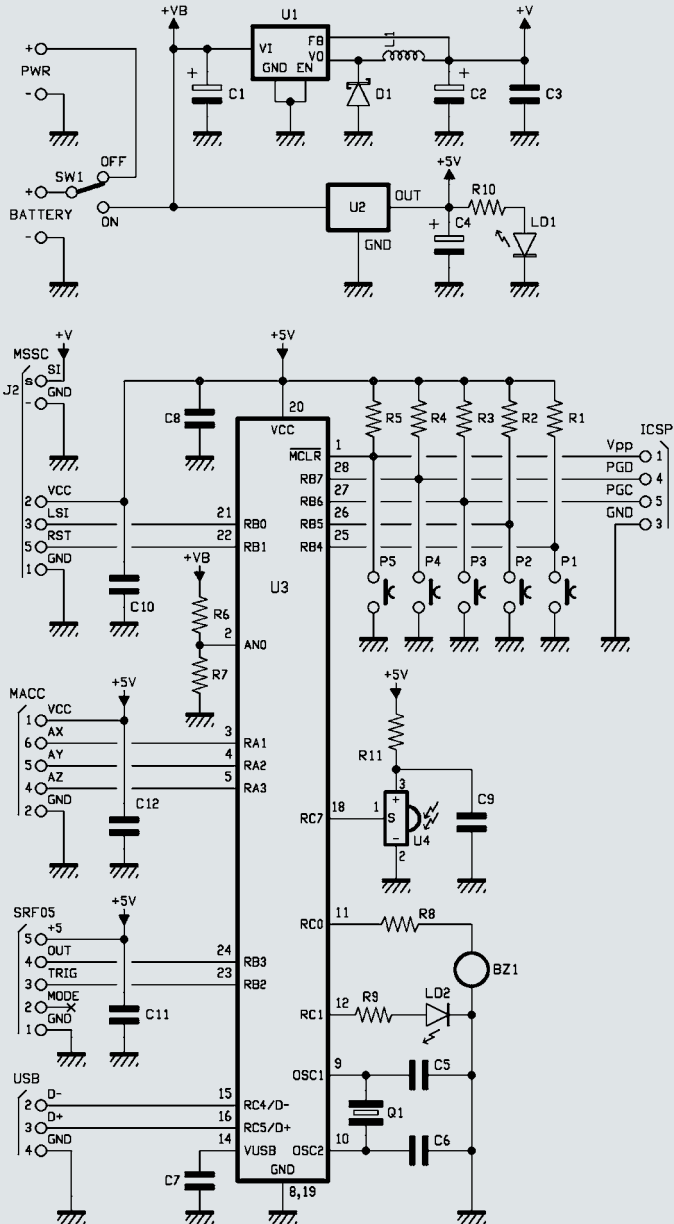 +VB
U1
+V
+
PWR
-
VI
FB
VO
GND EN
L1
+
C1
D1
+
C2
C3
OFF
SW1
+
BATTERY
ON
-
+5V
U2
OUT
GND
R10
+
C4
LD1
+V
MSSC
SI
J2
S
GND
-
+5V
C8
20
VCC
R5
R4
R3
R2
R1
ICSP
MCLR
1
Vpp
1
RB7
28
PGD
4
RB6
27
PGC
5
RB5
26
GND
3
RB4
25
VCC
2
LSI
3
21
RB0
RST
5
22
RB1
GND
1
C10
+VB
U3
P5
P4
P3
P2
P1
R6
2
AN0
R7
MACC
+5V
VCC
1
AX
6
3
RA1
AY
5
4
RA2
AZ
4
5
RA3
GND
2
C12
+5V
R11
3
+
RC7
18
1
S
-
U4
2
C9
SRF05
+5V
+5
5
OUT
4
24
RB3
TRIG
3
23
RB2
MODE
2
GND
1
C11
RC0
11
R8
BZ1
RC1
12
R9
LD2
OSC1
9
C5
Q1
OSC2
10
C6
USB
D-
2
15
RC4/D-
D+
3
16
RC5/D+
GND
4
14
VUSB
C7
GND
8,19